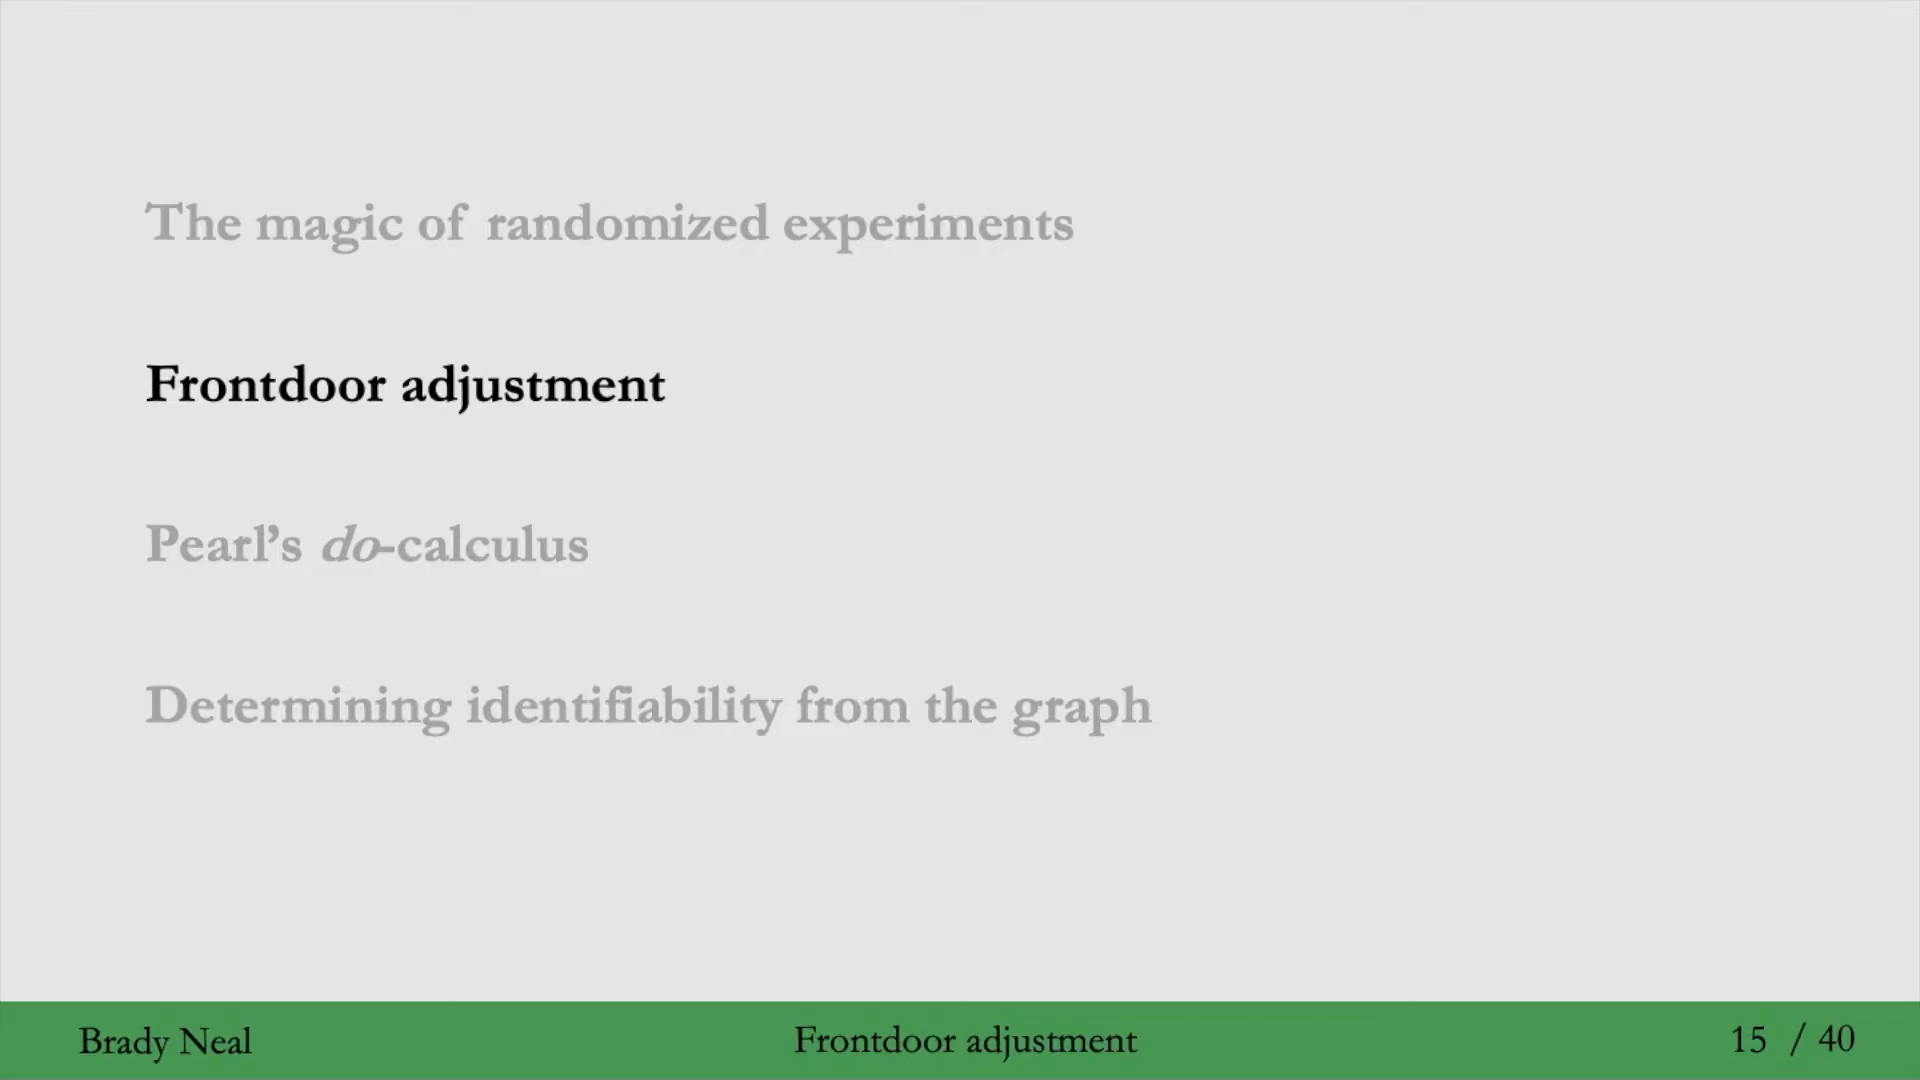 The magic of randomized experiments
Frontdoor adjustment
Pearl’s do-calculus
Determining identifiability from the graph
Brady Neal
Frontdoor adjustment
15 / 40